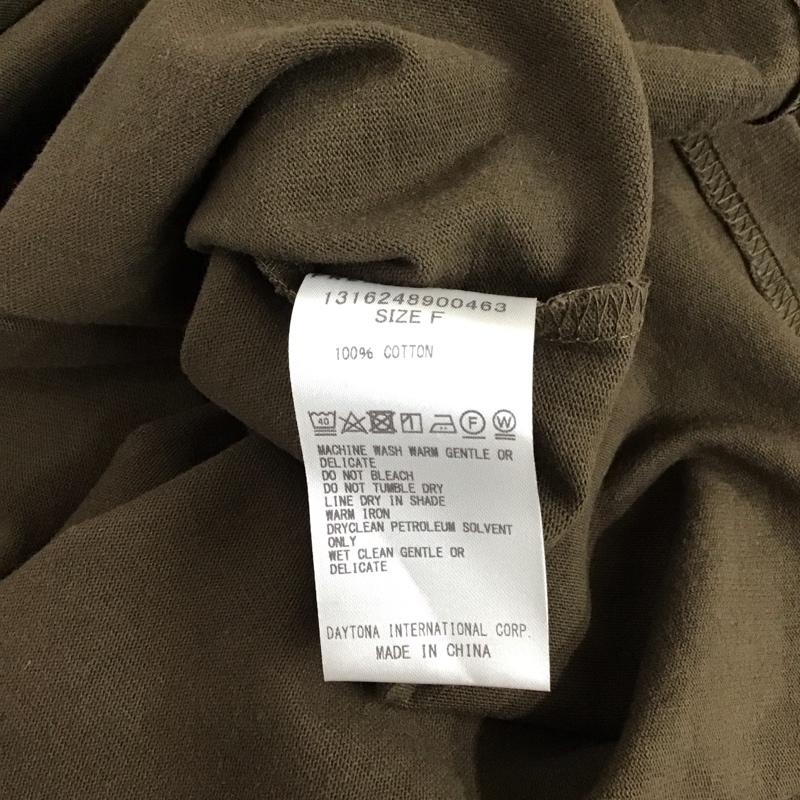 1316248900463
SIZE F
100% COTTON
40 F W
MACHINE WASH WARM GENTLE OR
DELICATE
DO NOT BLEACH
DO NOT TUMBLE DRY
LINE DRY IN SHADE
WARM IRON
DRYCLEAN PETROLEUM SOLVENT
ONLY
WET CLEAN GENTLE OR
DELICATE
DAYTONA INTERNATIONAL CORP.
MADE IN CHINA